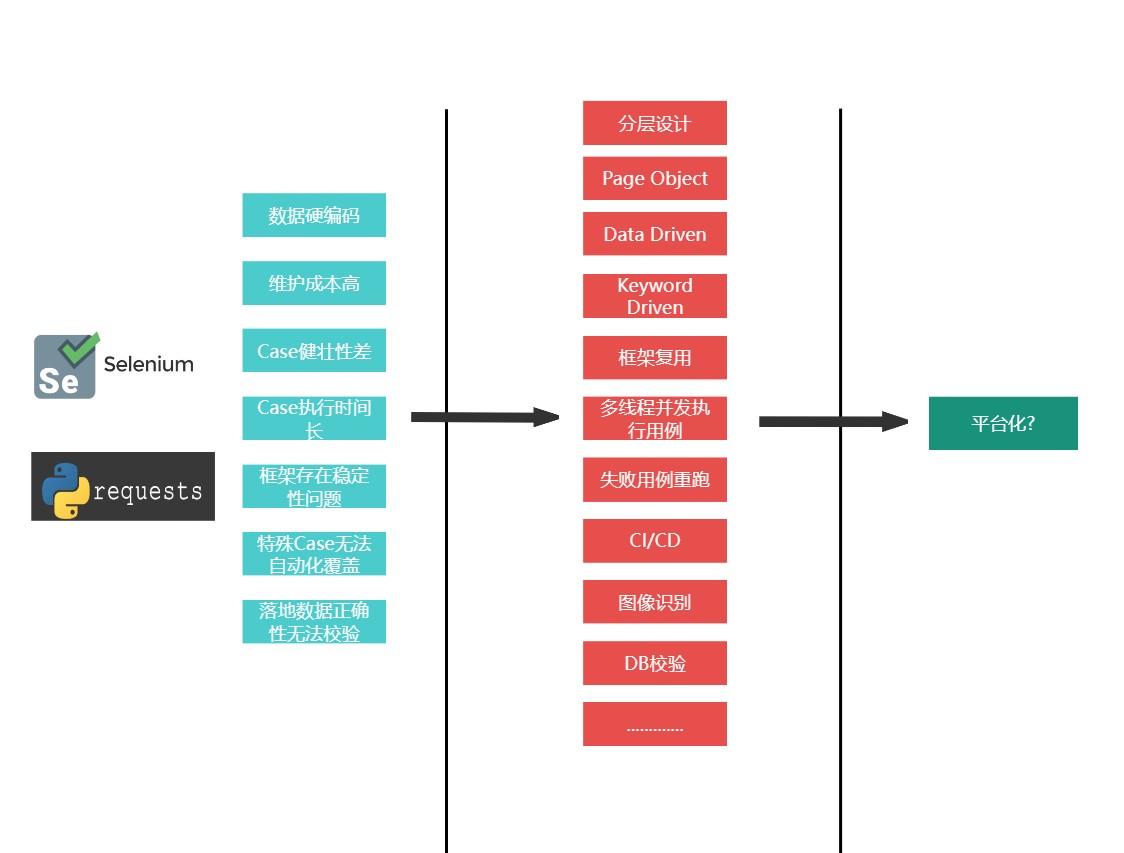 Se
Selenium
requests
数据硬编码
维护成本高
Case健壮性差
Case执行时间
长
框架存在稳定
性问题
特殊Case无法
自动化覆盖
落地数据正确
性无法校验
分层设计
Page Object
Data Driven
Keyword
Driven
框架复用
多线程并发执
行用例
失败用例重跑
CI/CD
图像识别
DB校验
.............
平台化?